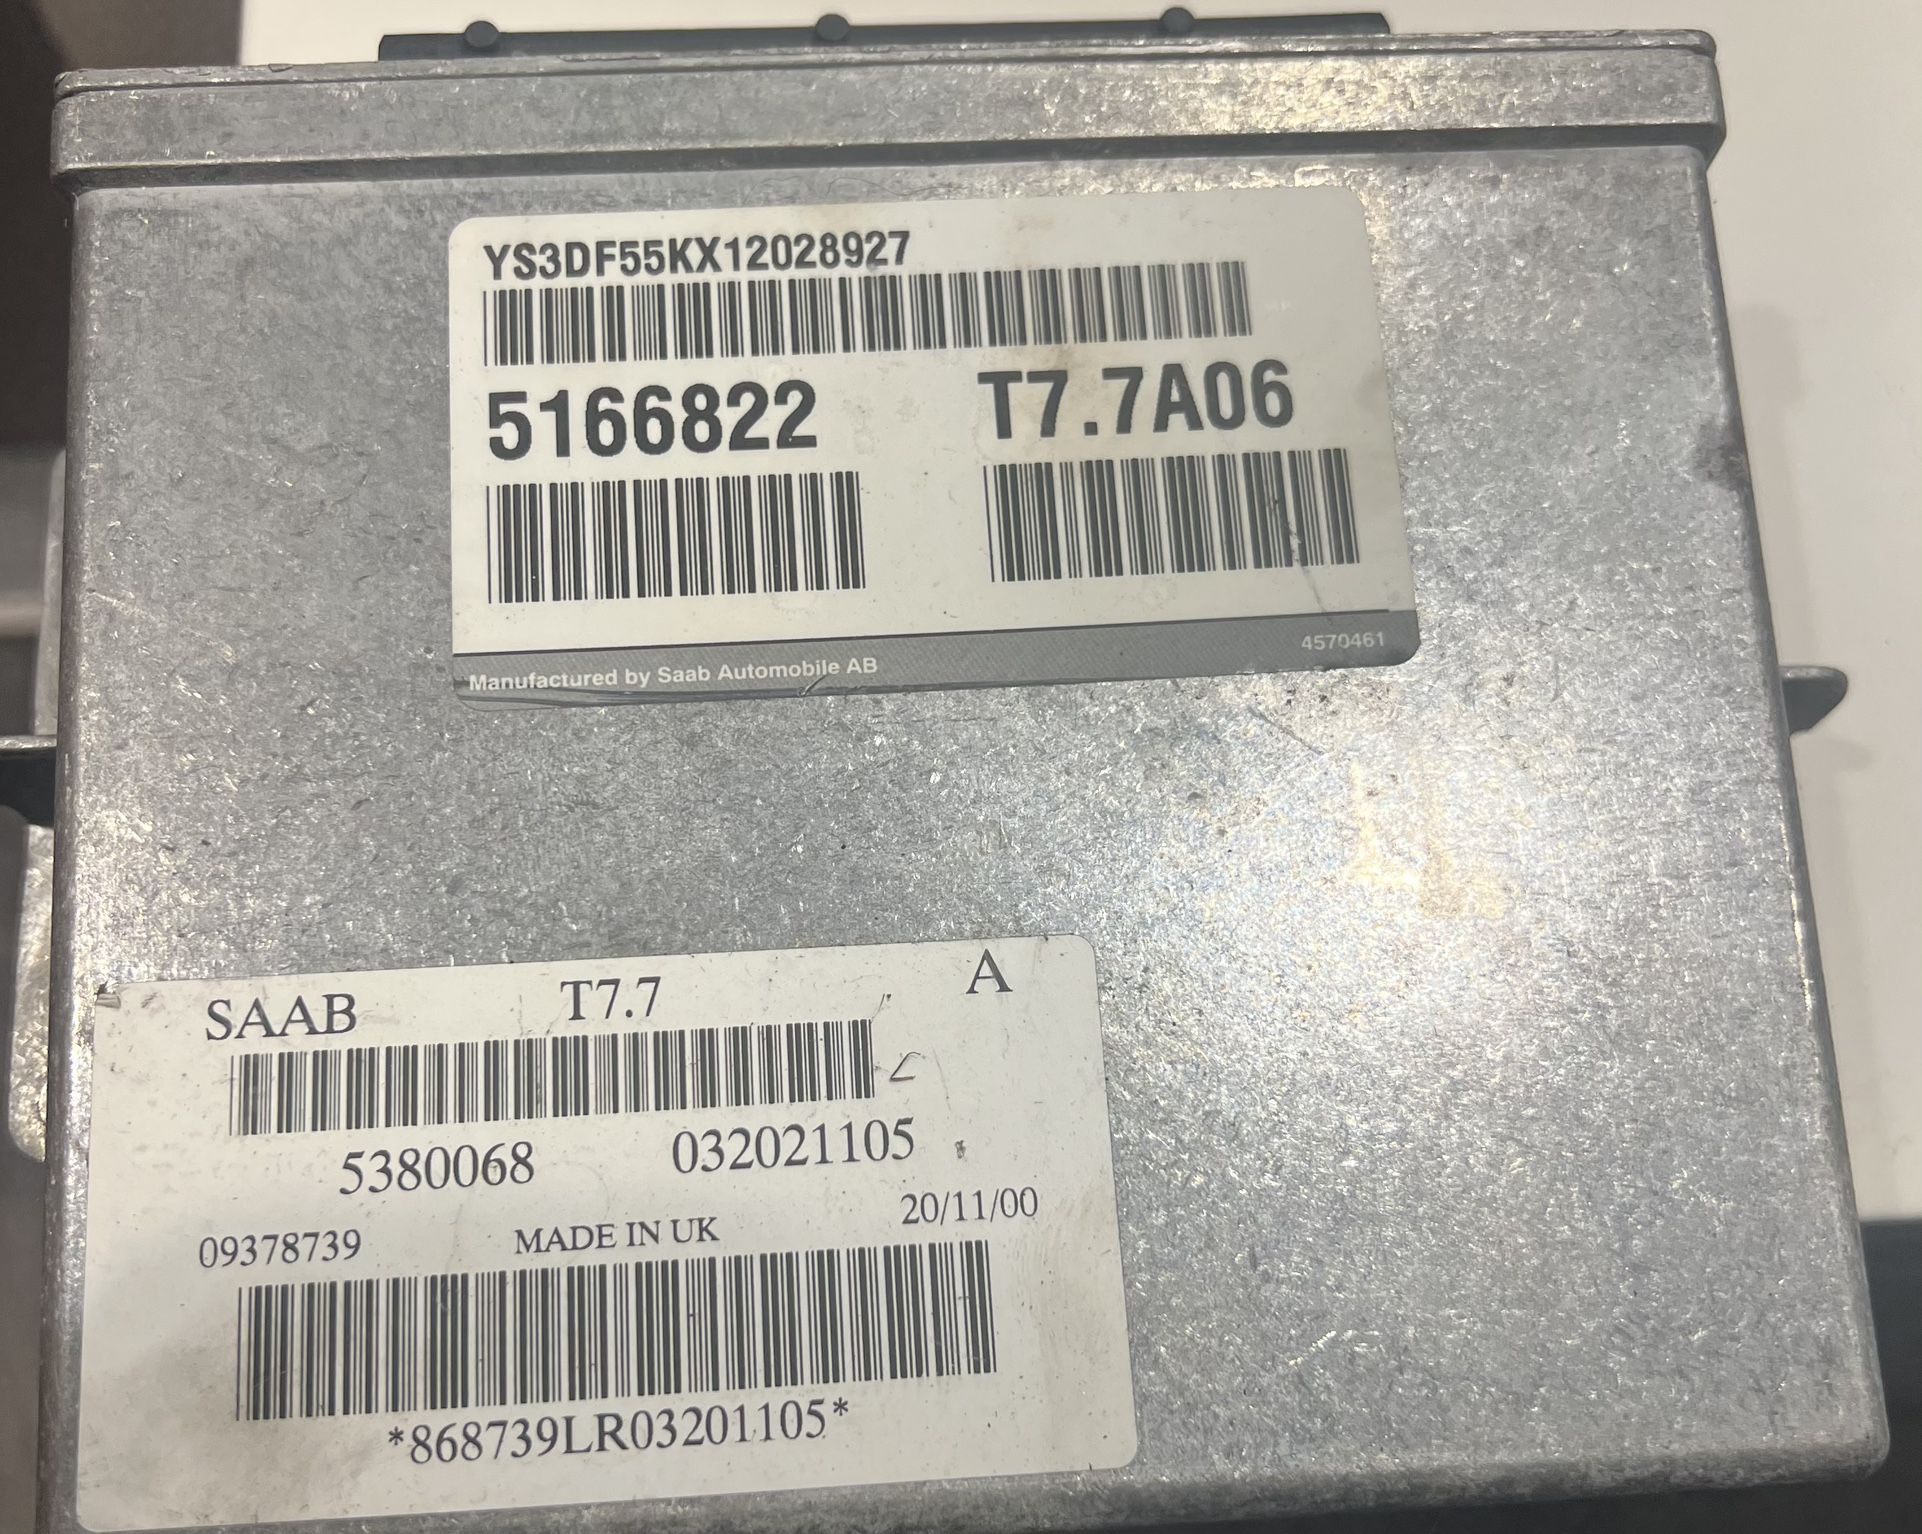 YS3DF55KX12028927
5166822 T7.7A06
Manufactured by Saab Automobile AB 4570461
SAAB T7.7 A
5380068 032021105
09378739 MADE IN UK 20/11/00
*868739LR03201105*